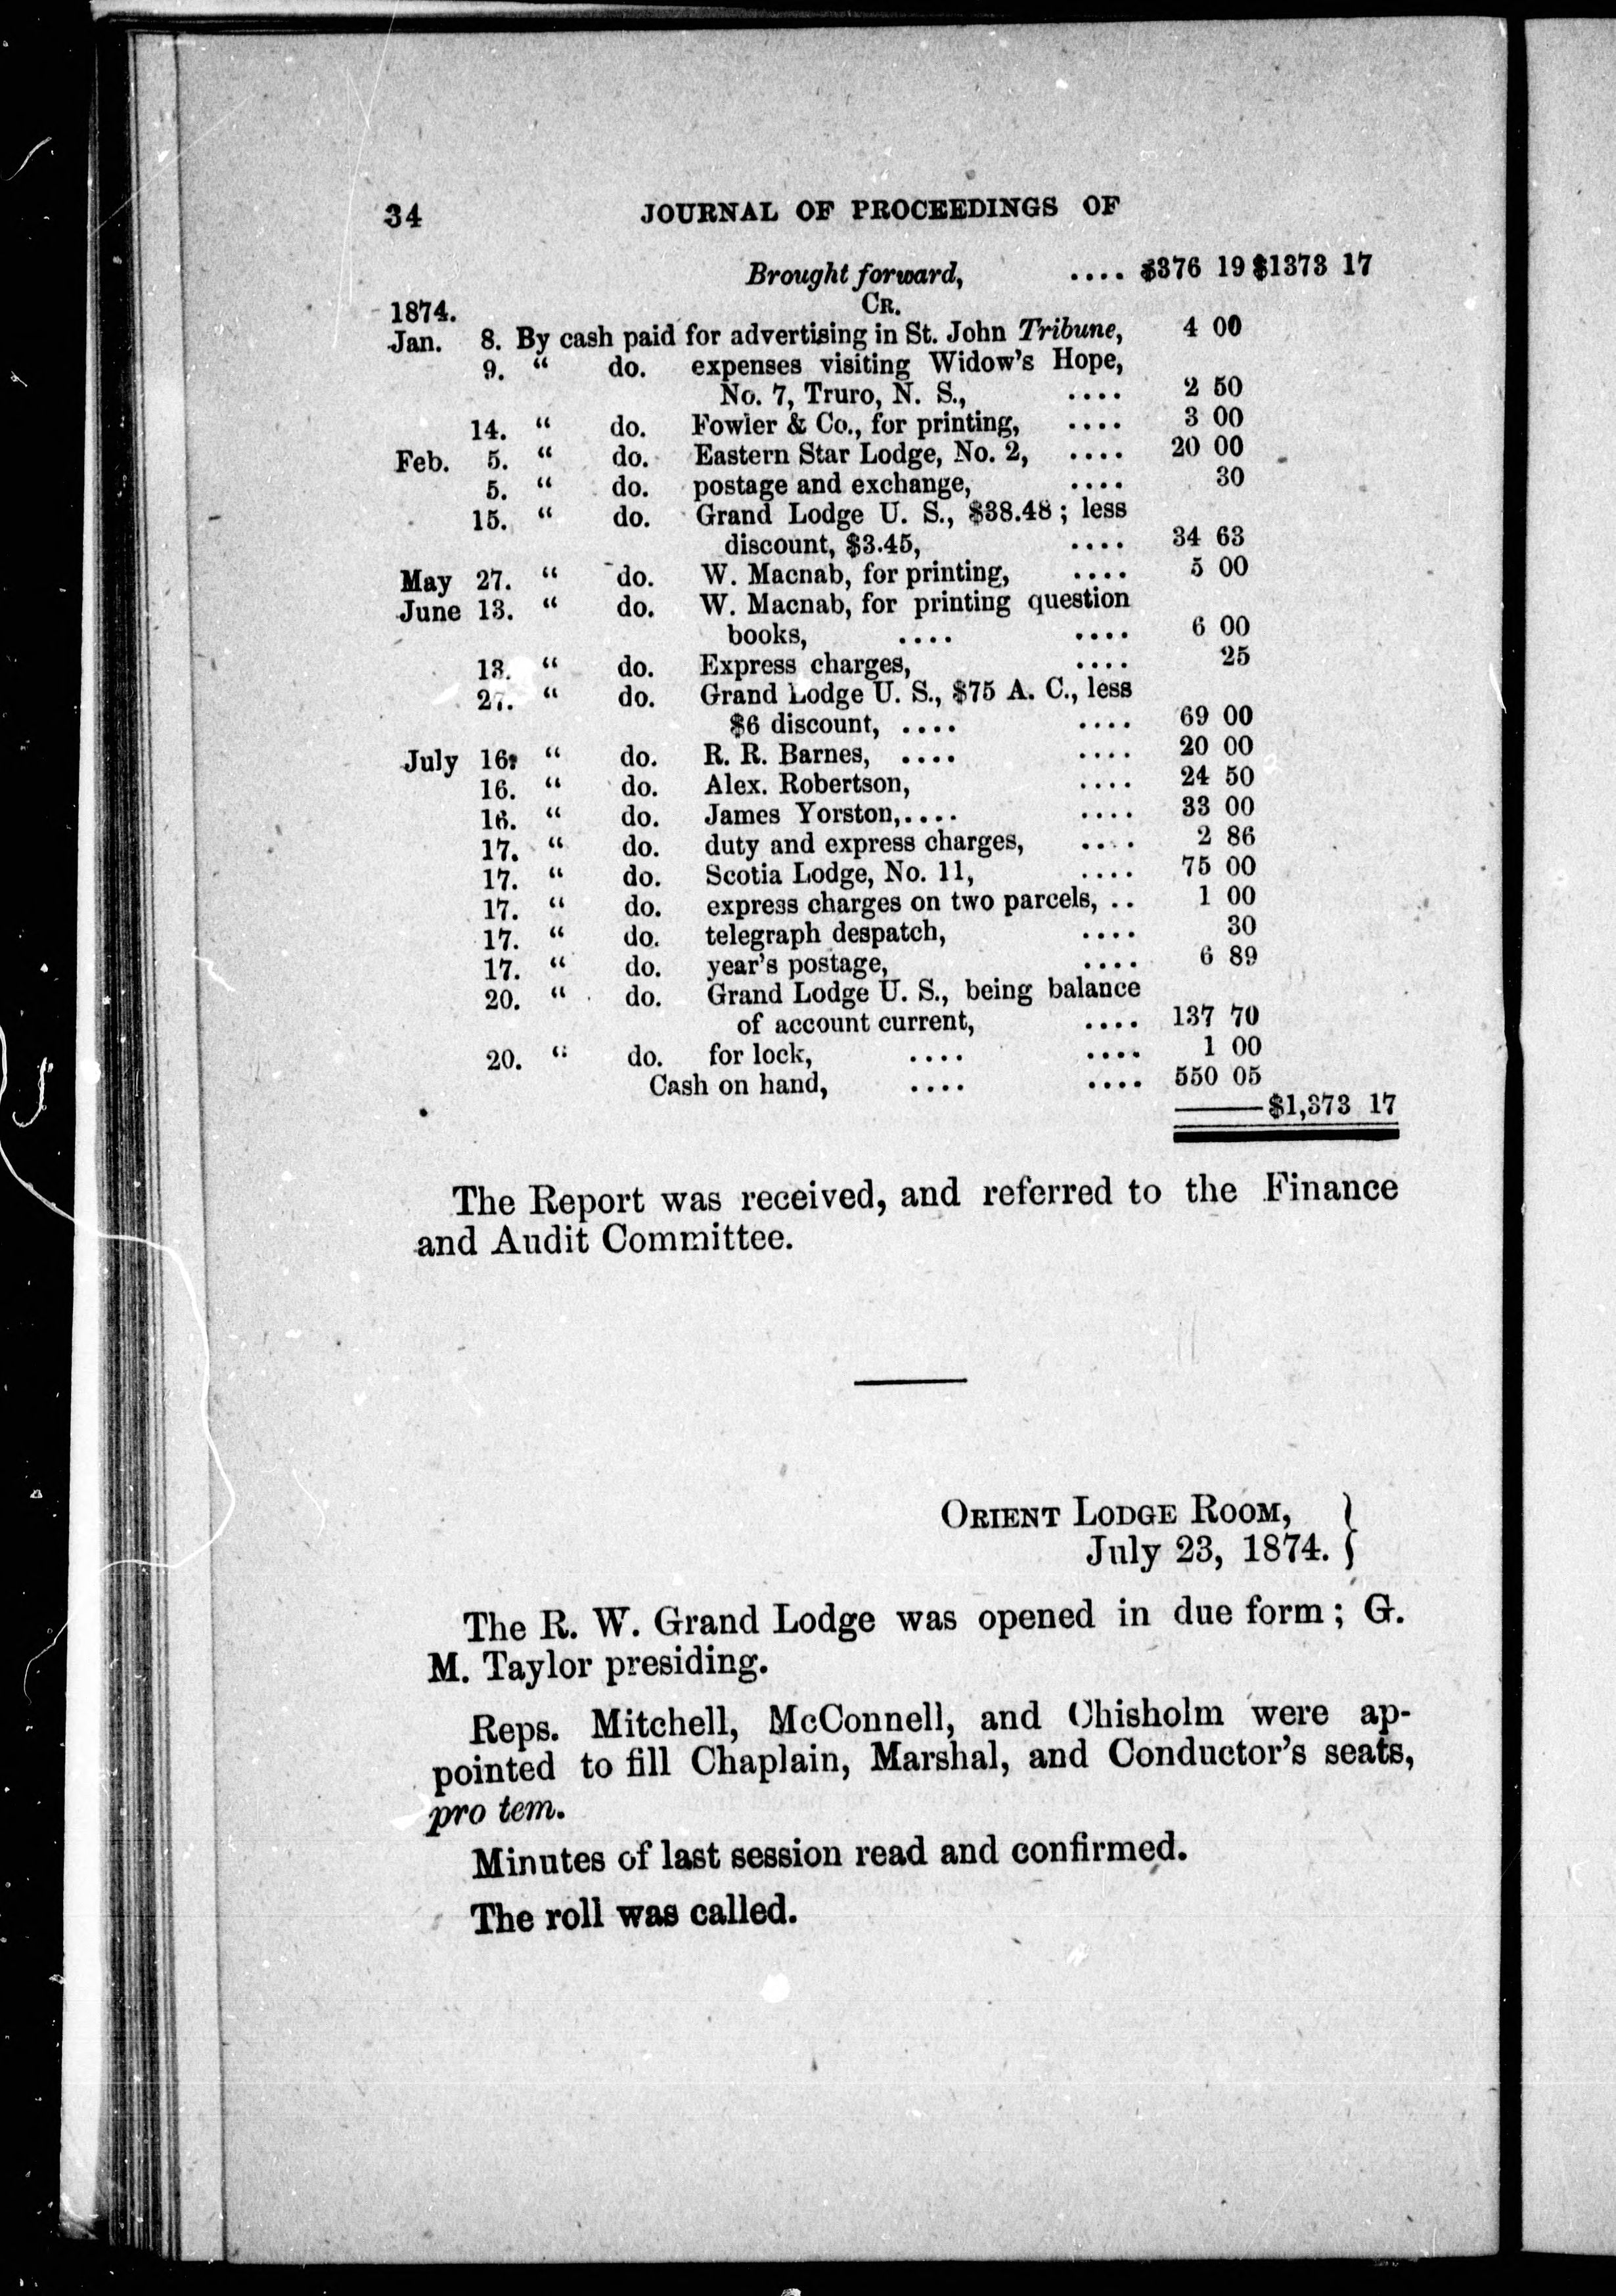 34 JOURNAL OF PROCEEDINGS OF
Brought forward, .... $376 19 $1373 17
1874. CR.
Jan. 8. By cash paid for advertising in St. John Tribune, 4 00
9. “ do. expenses visiting Widow's Hope,
No. 7, Truro, N. S., .... 2 50
14. “ do. Fowler & Co., for printing, .... 3 00
Feb. 5. “ do. Eastern Star Lodge, No. 2, .... 20 00
5. “ do. postage and exchange, .... 30
15. “ do. Grand Lodge U. S., $38.48; less
discount, $3.45, .... 34 63
May 27. “ do. W. Macnab, for printing, .... 5 00
June 13. “ do. W. Macnab, for printing question
books, .... .... 6 00
13. “ do. Express charges, .... 25
27. “ do. Grand Lodge U. S., $75 A. C., less
$6 discount, .... .... 69 00
July 16. “ do. R. R. Barnes, .... .... 20 00
16. “ do. Alex. Robertson, .... 24 50
16. “ do. James Yorston,.... .... 33 00
17. “ do. duty and express charges, .... 2 86
17. “ do. Scotia Lodge, No. 11, .... 75 00
17. “ do. express charges on two parcels, .. 1 00
17. “ do. telegraph despatch, .... 30
17. “ do. year's postage, .... 6 89
20. “ do. Grand Lodge U. S., being balance
of account current, .... 137 70
20. “ do. for lock, .... .... 1 00
Cash on hand, .... .... 550 05
$1,373 17
The Report was received, and referred to the Finance
and Audit Committee.
ORIENT LODGE ROOM, }
July 23, 1874. }
The R. W. Grand Lodge was opened in due form; G.
M. Taylor presiding.
Reps. Mitchell, McConnell, and Chisholm were ap-
pointed to fill Chaplain, Marshal, and Conductor's seats,
pro tem.
Minutes of last session read and confirmed.
The roll was called.